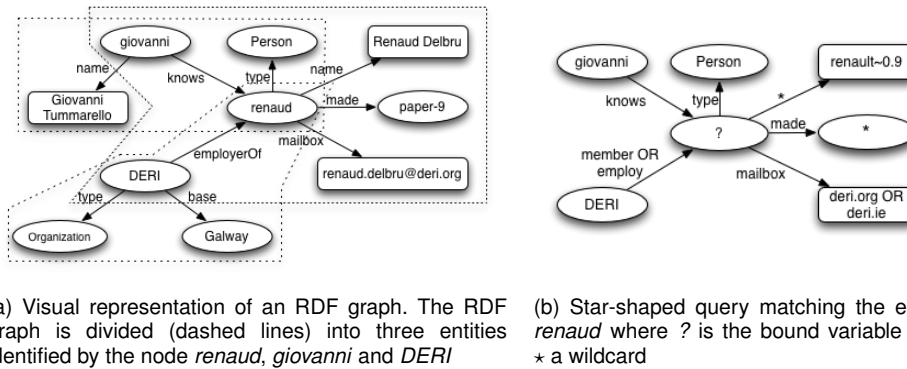 giovanni
Person
Renaud Delbru
name
knows
type
name
Giovanni
Tummarello
renaud
made
paper-9
employerOf
mailbox
DERI
renaud.delbru@deri.org
type
base
Organization
Galway
giovanni
Person
renault~0.9
knows
type
*
?
made
*
member OR
employ
mailbox
DERI
deri.org OR
deri.ie
a) Visual representation of an RDF graph. The RDF
raph is divided (dashed lines) into three entities
dentified by the node renaud, giovanni and DERI
(b) Star-shaped query matching the e
renaud where ? is the bound variable
⋆ a wildcard